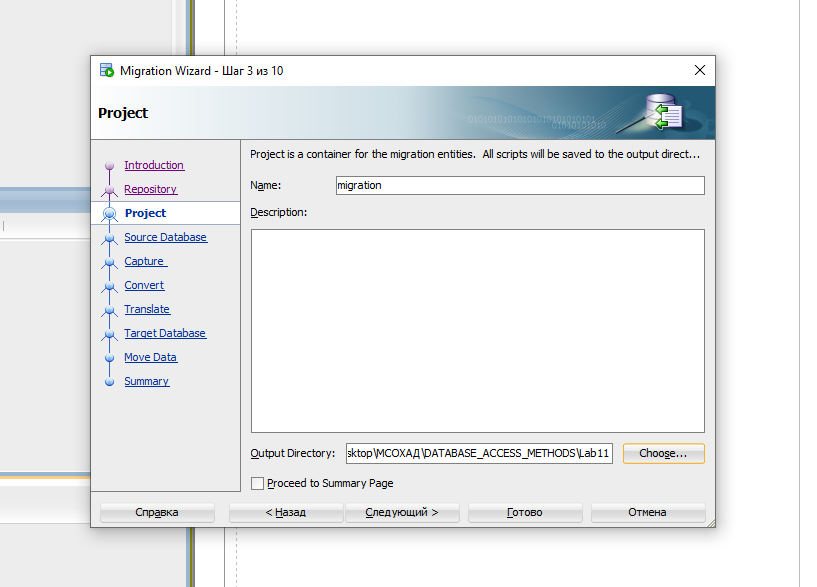 Migration Wizard - Шаг 3 из 10
Project
010101010101010101010101
01010101010
Introduction
Repository
Project
Source Database
Capture
Convert
Translate
Target Database
Move Data
Summary
Project is a container for the migration entities. All scripts will be saved to the output direct...
Name: migration
Description:
Output Directory: sktop\МСОХАД\DATABASE_ACCESS_METHODS\Lab11 Choose...
Proceed to Summary Page
Справка < Назад Следующий > Готово Отмена